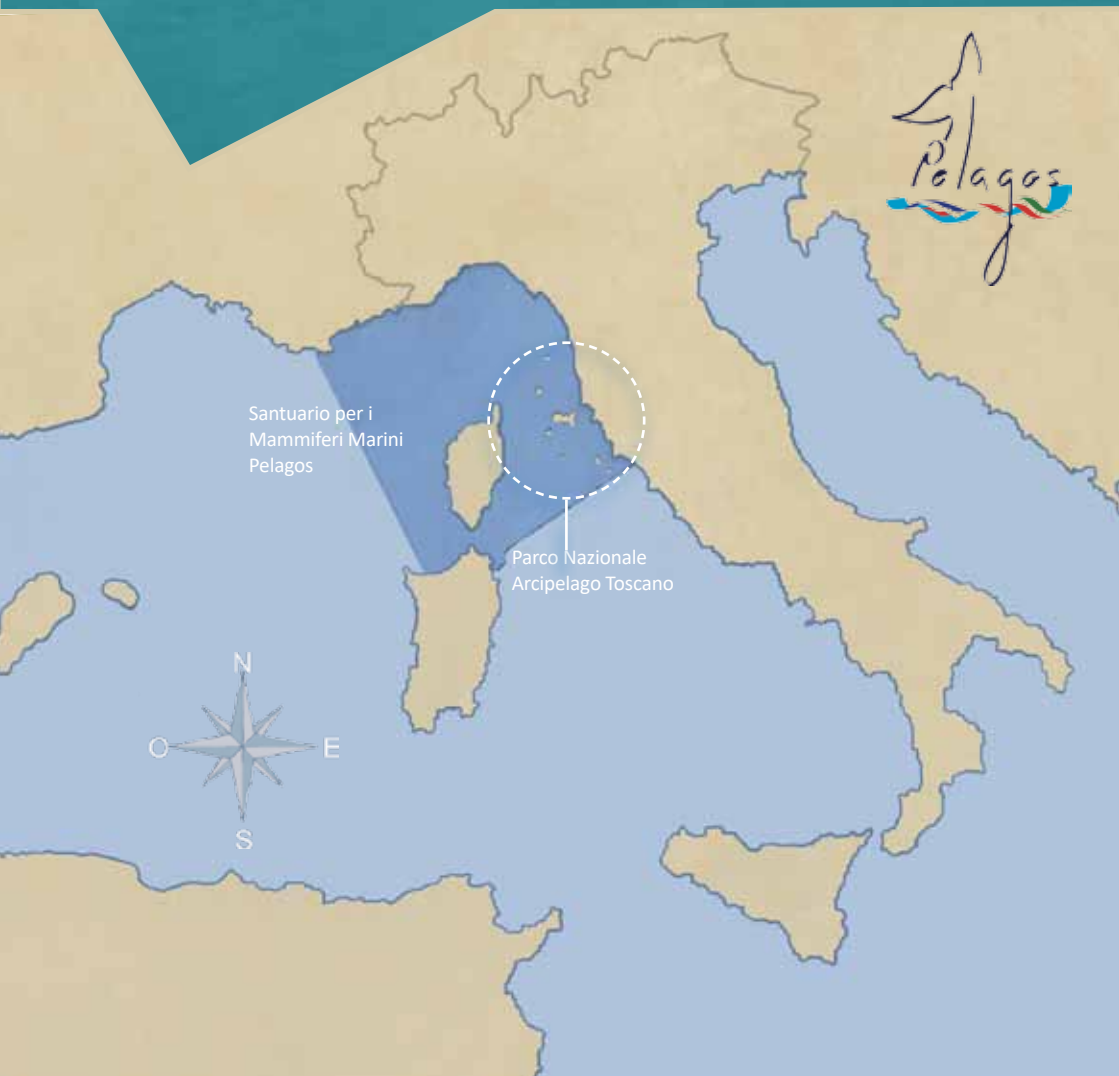 Pelagos
Santuario per i
Mammiferi Marini
Pelagos
Parco Nazionale
Arcipelago Toscano
N
O
E
S